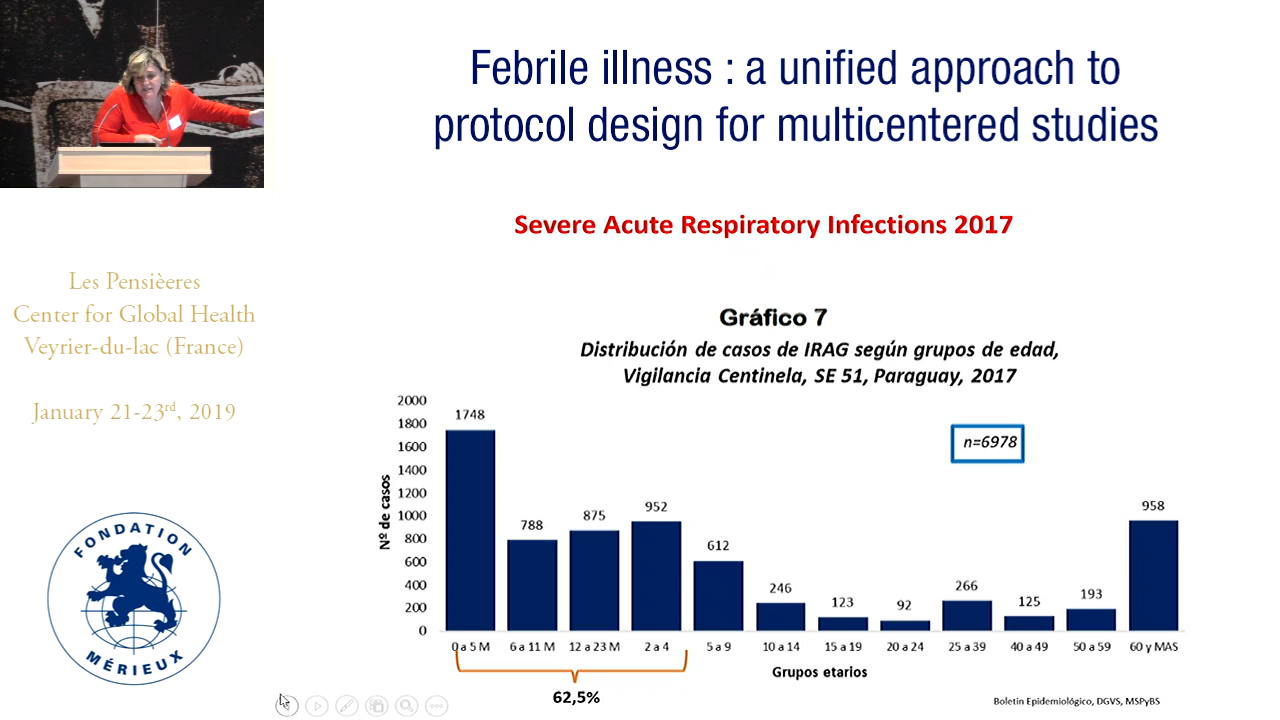 Febrile illness : a unified approach to
protocol design for multicentered studies
Severe Acute Respiratory Infections 2017
Les Pensièeres
Center for Global Health
Veyrier-du-lac (France)
January 21-23rd, 2019
FONDATION
MÉRIEUX
Gráfico 7
Distribución de casos de IRAG según grupos de edad,
Vigilancia Centinela, SE 51, Paraguay, 2017
n=6978
Nº de casos
2000
1800
1600
1400
1200
1000
800
600
400
200
0
1748
788
875
952
612
246
123
92
266
125
193
958
0 a 5 M
6 a 11 M
12 a 23 M
2 a 4
5 a 9
10 a 14
15 a 19
20 a 24
25 a 39
40 a 49
50 a 59
60 y MAS
Grupos etarios
62,5%
Boletin Epidemiológico, DGVS, MSPyBS